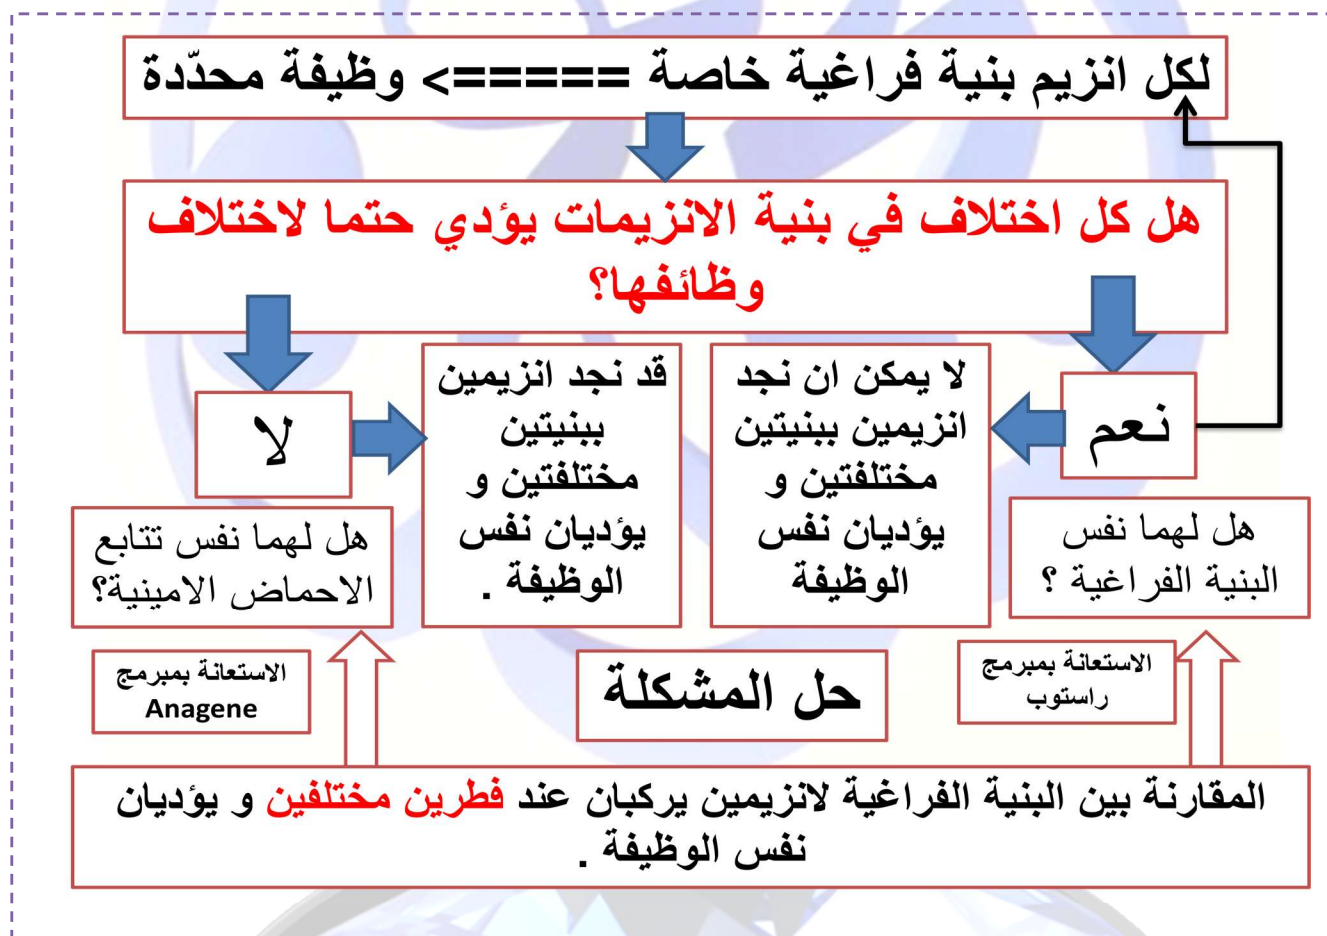 لكل انزيم بنية فراغية خاصة =====> وظيفة محدّدة
هل كل اختلاف في بنية الانزيمات يؤدي حتما لاختلاف
وظائفها؟
نعم
لا يمكن ان نجد
انزيمين ببنيتين
مختلفتين و
يؤديان نفس
الوظيفة
قد نجد انزيمين
ببنيتين
مختلفتين و
يؤديان نفس
الوظيفة .
لا
هل لهما نفس
البنية الفراغية ؟
هل لهما نفس تتابع
الاحماض الامينية؟
الاستعانة بمبرمج
راستوب
حل المشكلة
الاستعانة بمبرمج
Anagene
المقارنة بين البنية الفراغية لانزيمين يركبان عند فطرين مختلفين و يؤديان
نفس الوظيفة .